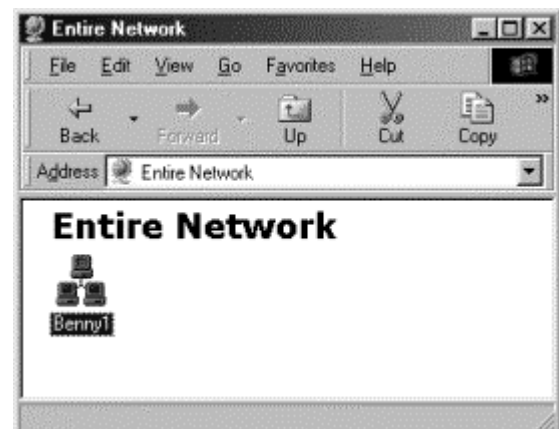 Entire Network
File Edit View Go Favorites Help
Back Forward Up Cut Copy »
Address Entire Network
Entire Network
Benny1